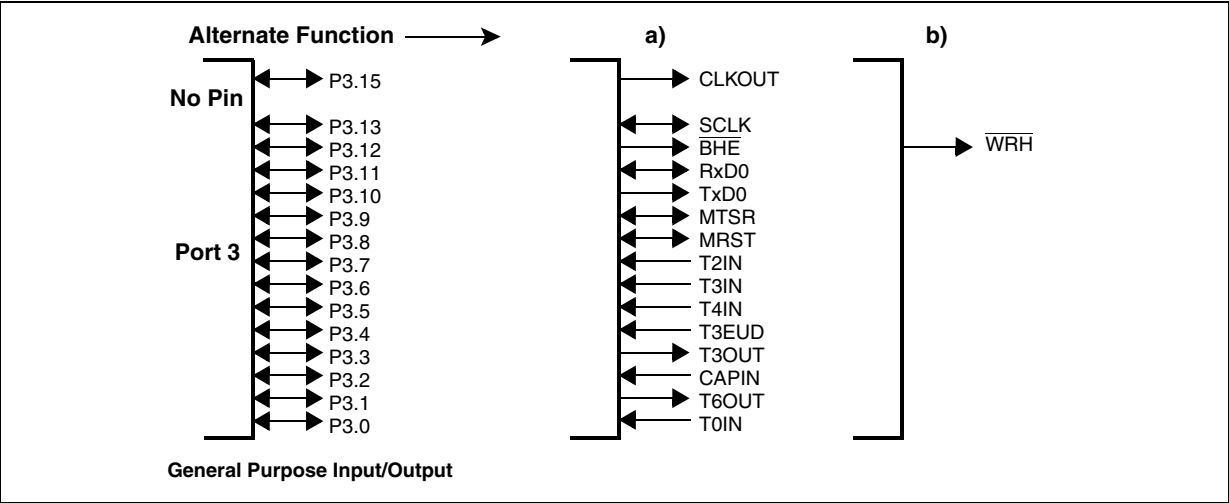 Alternate Function a) b)
P3.15 CLKOUT
No Pin
P3.13 SCLK
P3.12 BHE WRH
P3.11 RxD0
P3.10 TxD0
P3.9 MTSR
P3.8 MRST
Port 3
P3.7 T2IN
P3.6 T3IN
P3.5 T4IN
P3.4 T3EUD
P3.3 T3OUT
P3.2 CAPIN
P3.1 T6OUT
P3.0 T0IN
General Purpose Input/Output